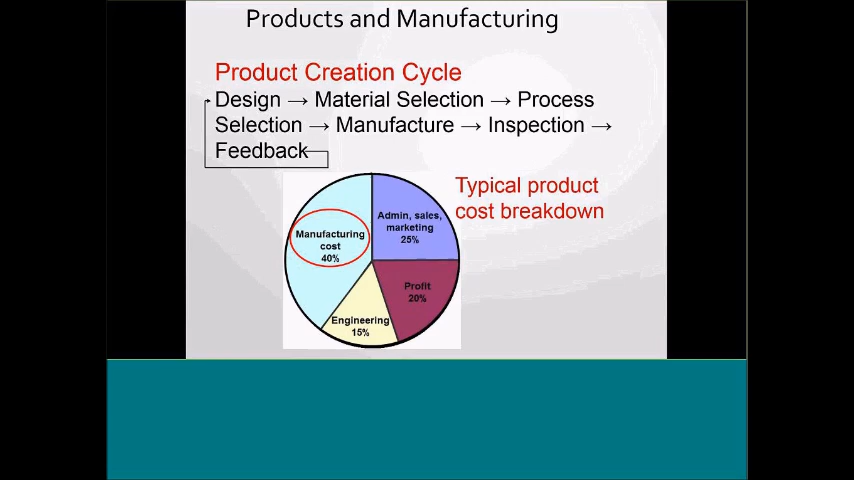 Products and Manufacturing
Product Creation Cycle
Design → Material Selection → Process
Selection → Manufacture → Inspection →
Feedback
Typical product
cost breakdown
Admin, sales,
marketing
25%
Manufacturing
cost
40%
Profit
20%
Engineering
15%